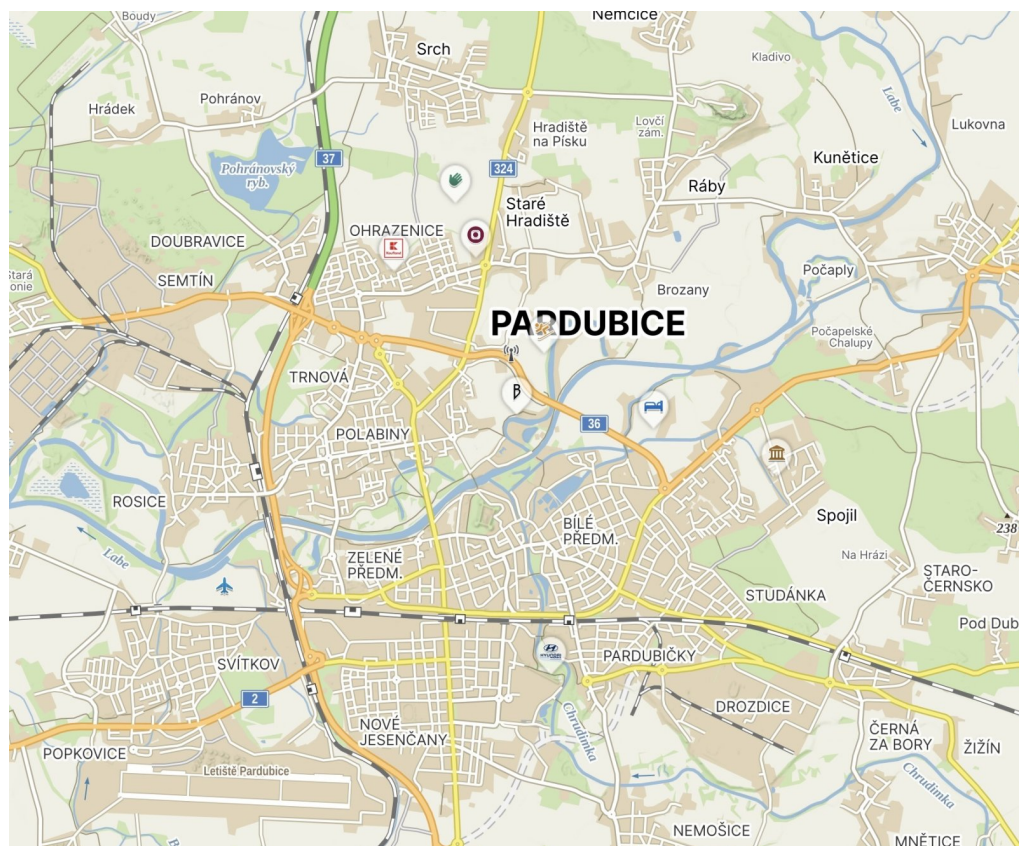 Boudy
Němčice
Srch
Kladivo
Hrádek
Pohránov
Labe
Lukovna
Hradiště
na Písku
Lovčí
zám.
Kunětice
37
Pohránovský
ryb.
324
Ráby
Staré
Hradiště
OHRAZENICE
DOUBRAVICE
K
Kaufland
Stará
SEMTÍN
Počaply
Brozany
PARDUBICE
Počapelské
Chalupy
TRNOVÁ
B
36
POLABINY
ROSICE
BÍLÉ
PŘEDM.
Spojil
238
Labe
ZELENÉ
PŘEDM.
Na Hrázi
STARO-
ČERNSKO
STUDÁNKA
Pod Dub
SVÍTKOV
HYUNDAI
PARDUBIČKY
2
DROZDICE
Chrudimka
NOVÉ
JESENČANY
ČERNÁ
ZA BORY
ŽIŽÍN
POPKOVICE
Letiště Pardubice
Chrudimka
NEMOŠICE
MNĚTICE